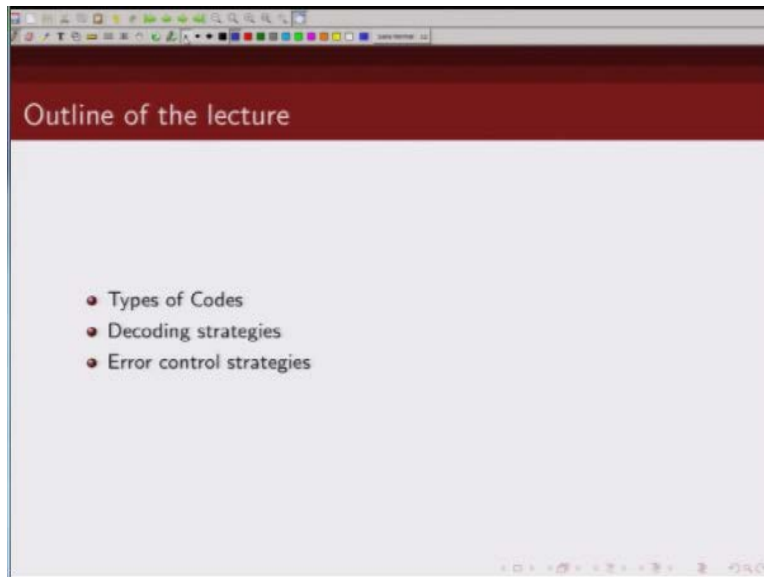 Outline of the lecture
Types of Codes
Decoding strategies
Error control strategies